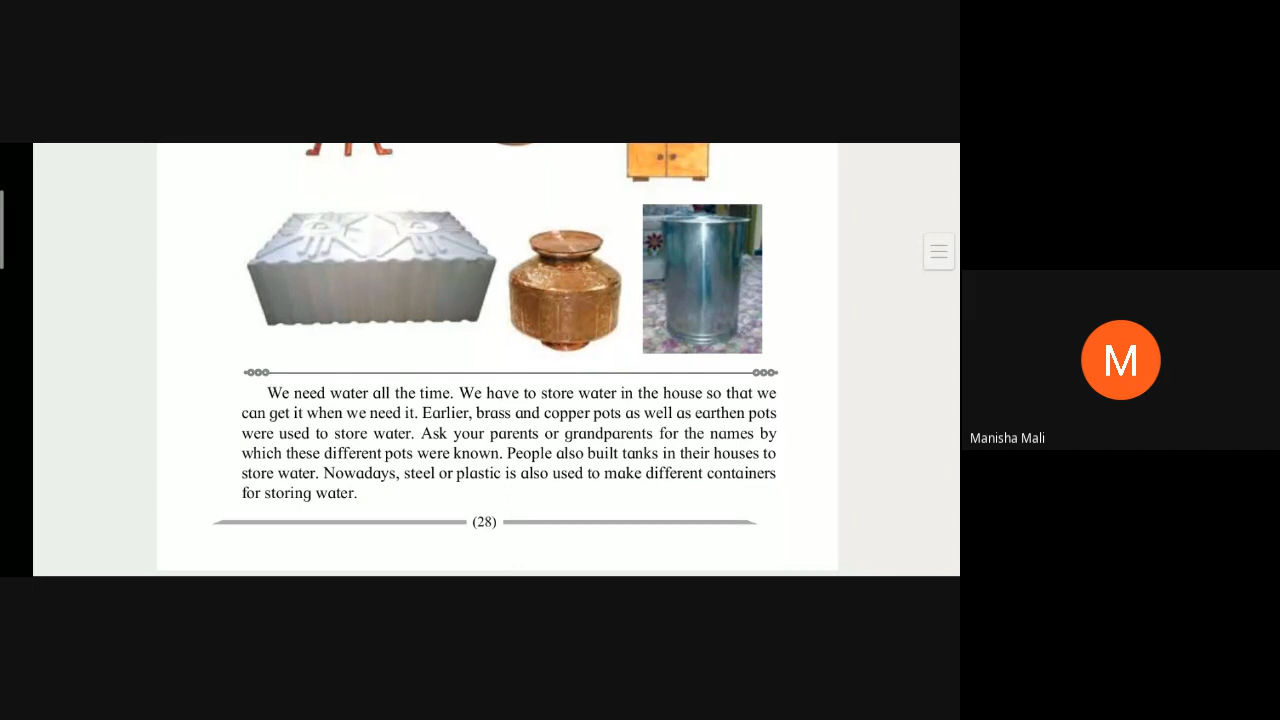 We need water all the time. We have to store water in the house so that we
can get it when we need it. Earlier, brass and copper pots as well as earthen pots
were used to store water. Ask your parents or grandparents for the names by
which these different pots were known. People also built tanks in their houses to
store water. Nowadays, steel or plastic is also used to make different containers
for storing water.
(28)
M
Manisha Mali